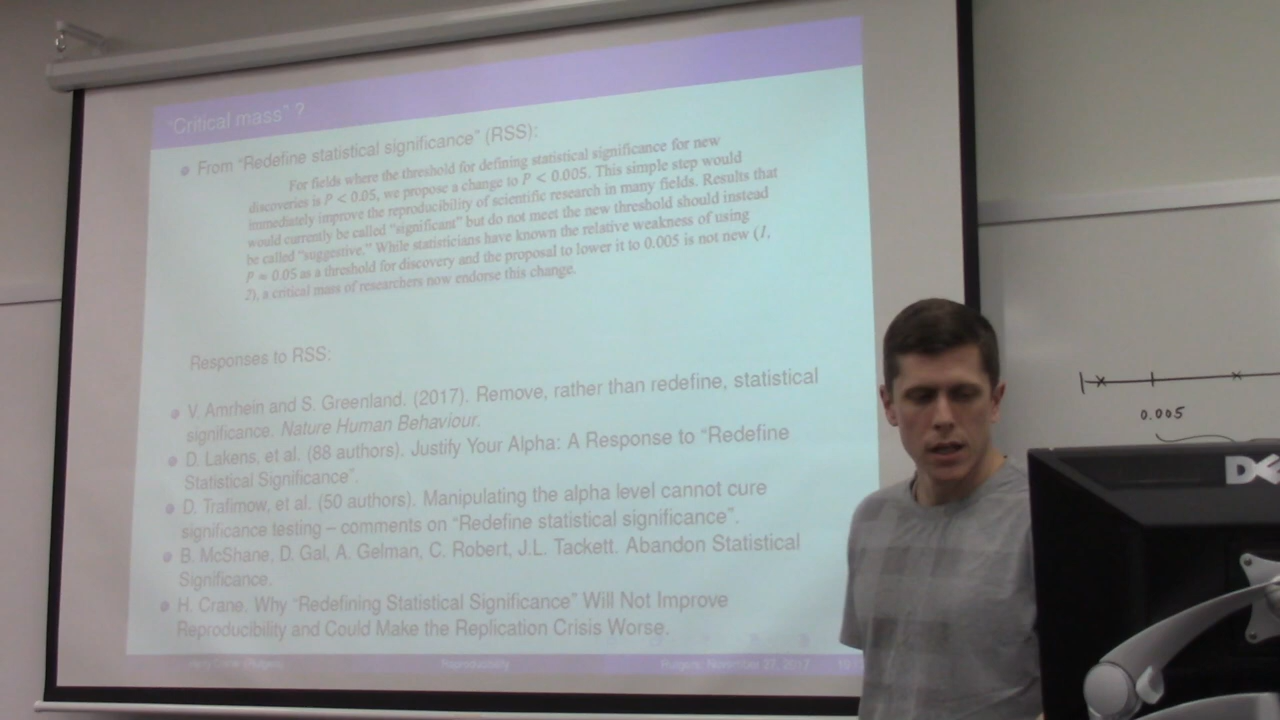 "Critical mass" ?
From "Redefine statistical significance" (RSS):
For fields where the threshold for defining statistical significance for new
discoveries is P < 0.05, we propose a change to P < 0.005. This simple step would
immediately improve the reproducibility of scientific research in many fields. Results that
would currently be called "significant" but do not meet the new threshold should instead
be called "suggestive." While statisticians have known the relative weakness of using
P ≈ 0.05 as a threshold for discovery and the proposal to lower it to 0.005 is not new (1,
2), a critical mass of researchers now endorse this change.
Responses to RSS:
V. Amrhein and S. Greenland. (2017). Remove, rather than redefine, statistical
significance. Nature Human Behaviour.
D. Lakens, et al. (88 authors). Justify Your Alpha: A Response to "Redefine
Statistical Significance".
D. Trafimow, et al. (50 authors). Manipulating the alpha level cannot cure
significance testing – comments on "Redefine statistical significance".
B. McShane, D. Gal, A. Gelman, C. Robert, J.L. Tackett. Abandon Statistical
Significance.
H. Crane. Why "Redefining Statistical Significance" Will Not Improve
Reproducibility and Could Make the Replication Crisis Worse.
Reproducibility
Rutgers, November 27, 2017
0.005